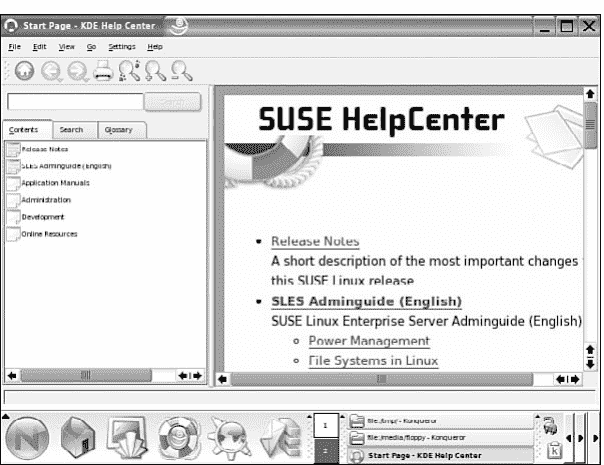 Start Page - KDE Help Center
File Edit View Go Settings Help
Search
Contents Search Glossary
Release Notes
SLES Adminguide (English)
Application Manuals
Administration
Development
Online Resources
SUSE HelpCenter
• Release Notes
A short description of the most important changes
this SUSE Linux release
• SLES Adminguide (English)
SUSE Linux Enterprise Server Adminguide (English)
Power Management
File Systems in Linux
N
1
2
file:/tmp/ - Konqueror
file:/media/floppy - Konqueror
Start Page - KDE Help Center
k